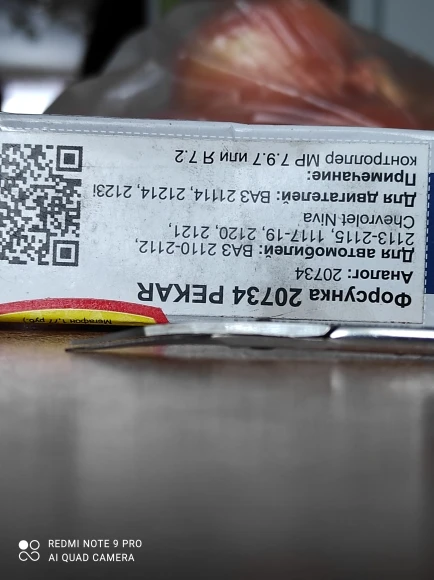 Форсунка 20734 PEKAR
Аналог: 20734
Для автомобилей: ВАЗ 2110-2112,
2113-2115, 1117-19, 2120, 2121,
Chevrolet Niva
Для двигателей: ВАЗ 21114, 21214, 2123i
Примечание:
контроллер МР 7.9.7 или Я 7.2
REDMI NOTE 9 PRO
AI QUAD CAMERA